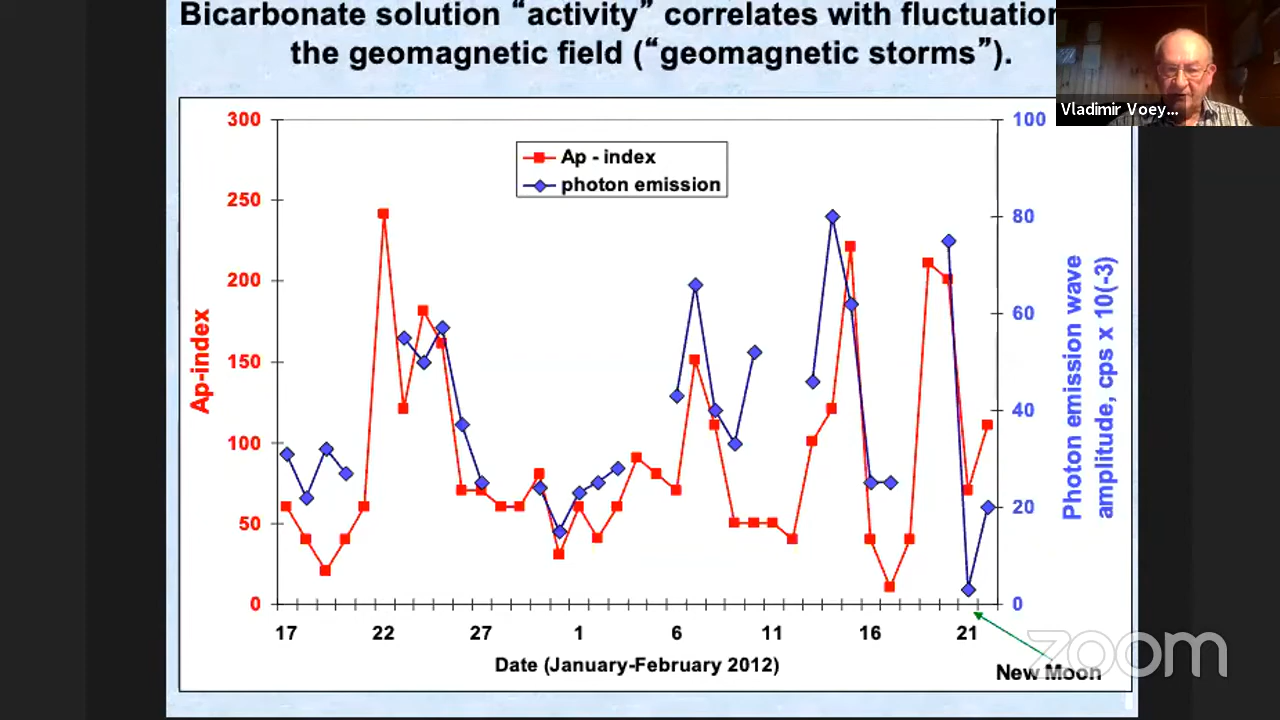 Bicarbonate solution “activity” correlates with fluctuation
the geomagnetic field (“geomagnetic storms”).
Vladimir Voey...
300
250
200
150
100
50
0
100
80
60
40
20
0
Ap - index
photon emission
Ap-index
Photon emission wave
amplitude, cps x 10(-3)
17 22 27 1 6 11 16 21
Date (January-February 2012)
New Moon
zoom